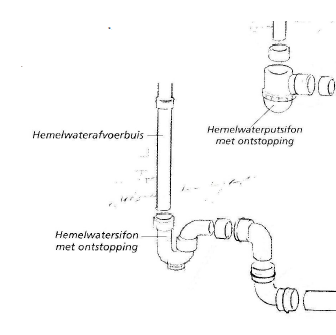 Hemelwaterafvoerbuis
Hemelwaterputsifon
met ontstopping
Hemelwatersifon
met ontstopping